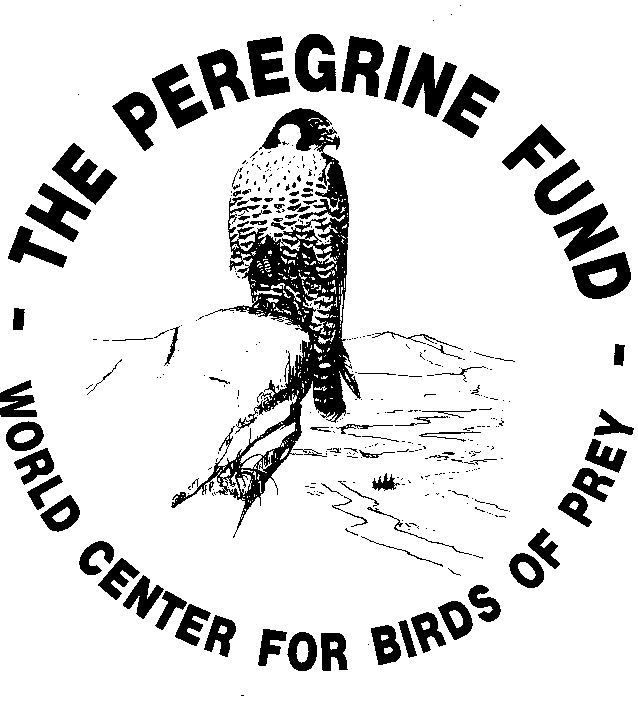 - THE PEREGRINE FUND -
WORLD CENTER FOR BIRDS OF PREY